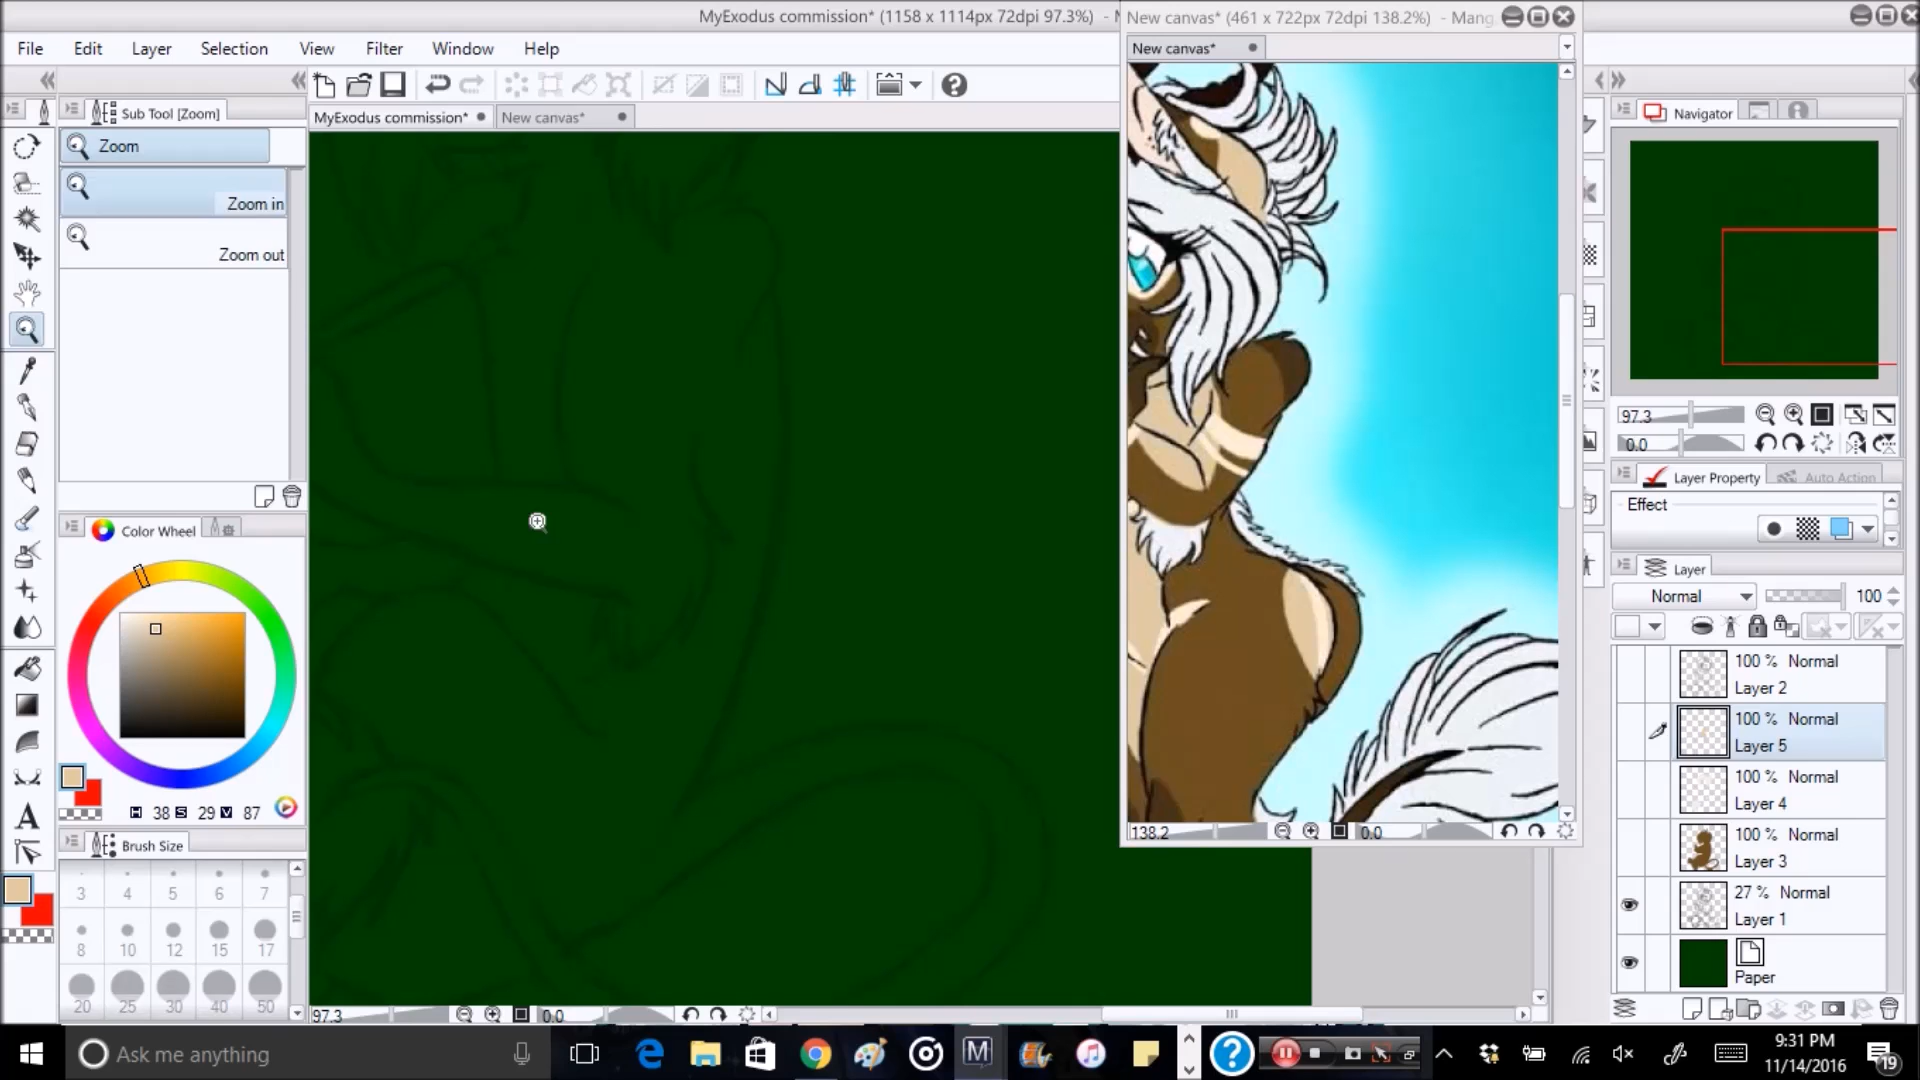 MyExodus commission* (1158 x 1114px 72dpi 97.3%) - M
New canvas* (461 x 722px 72dpi 138.2%) - Mang
File Edit Layer Selection View Filter Window Help
New canvas*
Sub Tool [Zoom]
MyExodus commission*
New canvas*
Navigator
Zoom
Zoom in
Zoom out
97.3
0.0
Layer Property
Auto Action
Effect
Color Wheel
Layer
Normal 100
100 % Normal
Layer 2
100 % Normal
Layer 5
100 % Normal
Layer 4
H 38 S 29 V 87
138.2 0.0
100 % Normal
Layer 3
Brush Size
3 4 5 6 7
27 % Normal
Layer 1
8 10 12 15 17
Paper
20 25 30 40 50
97.3 0.0
Ask me anything
9:31 PM
11/14/2016
19